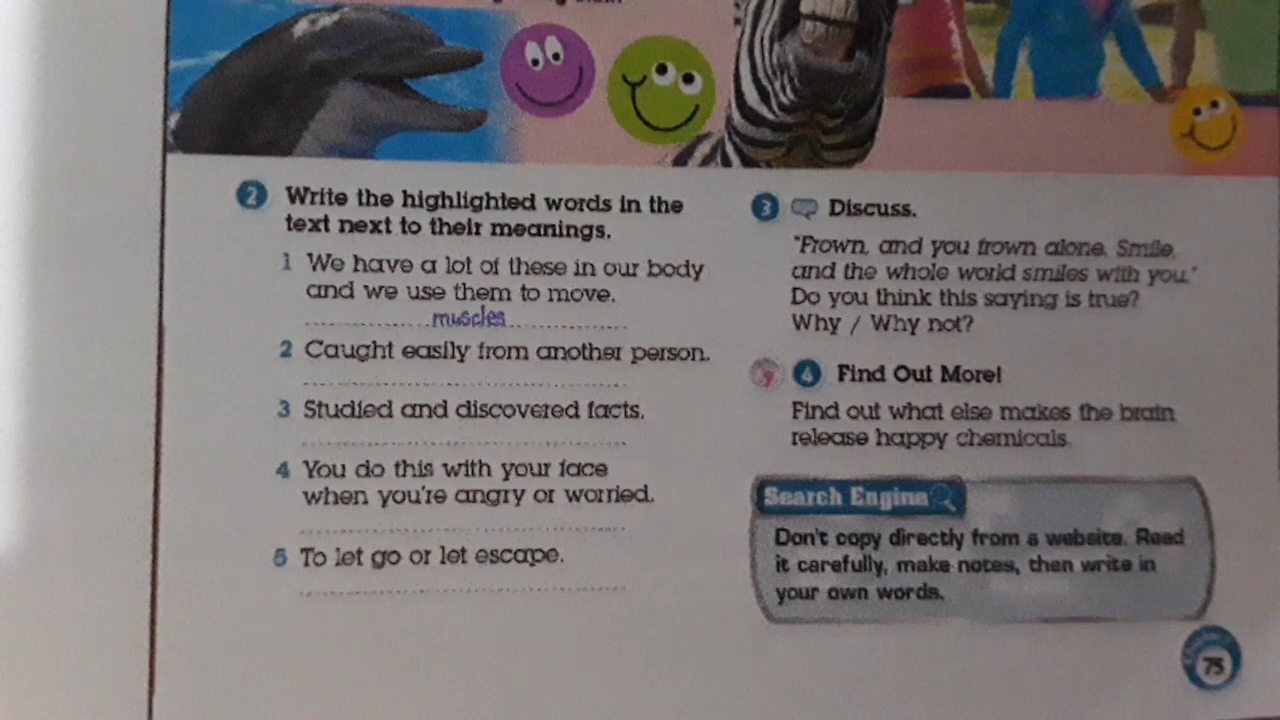 2 Write the highlighted words in the
text next to their meanings.
1 We have a lot of these in our body
and we use them to move.
muscles
2 Caught easily from another person.
3 Studied and discovered facts.
4 You do this with your face
when you're angry or worried.
5 To let go or let escape.
3 Discuss.
"Frown, and you frown alone. Smile,
and the whole world smiles with you."
Do you think this saying is true?
Why / Why not?
4 Find Out More!
Find out what else makes the brain
release happy chemicals.
Search Engine
Don't copy directly from a website. Read
it carefully, make notes, then write in
your own words.
75